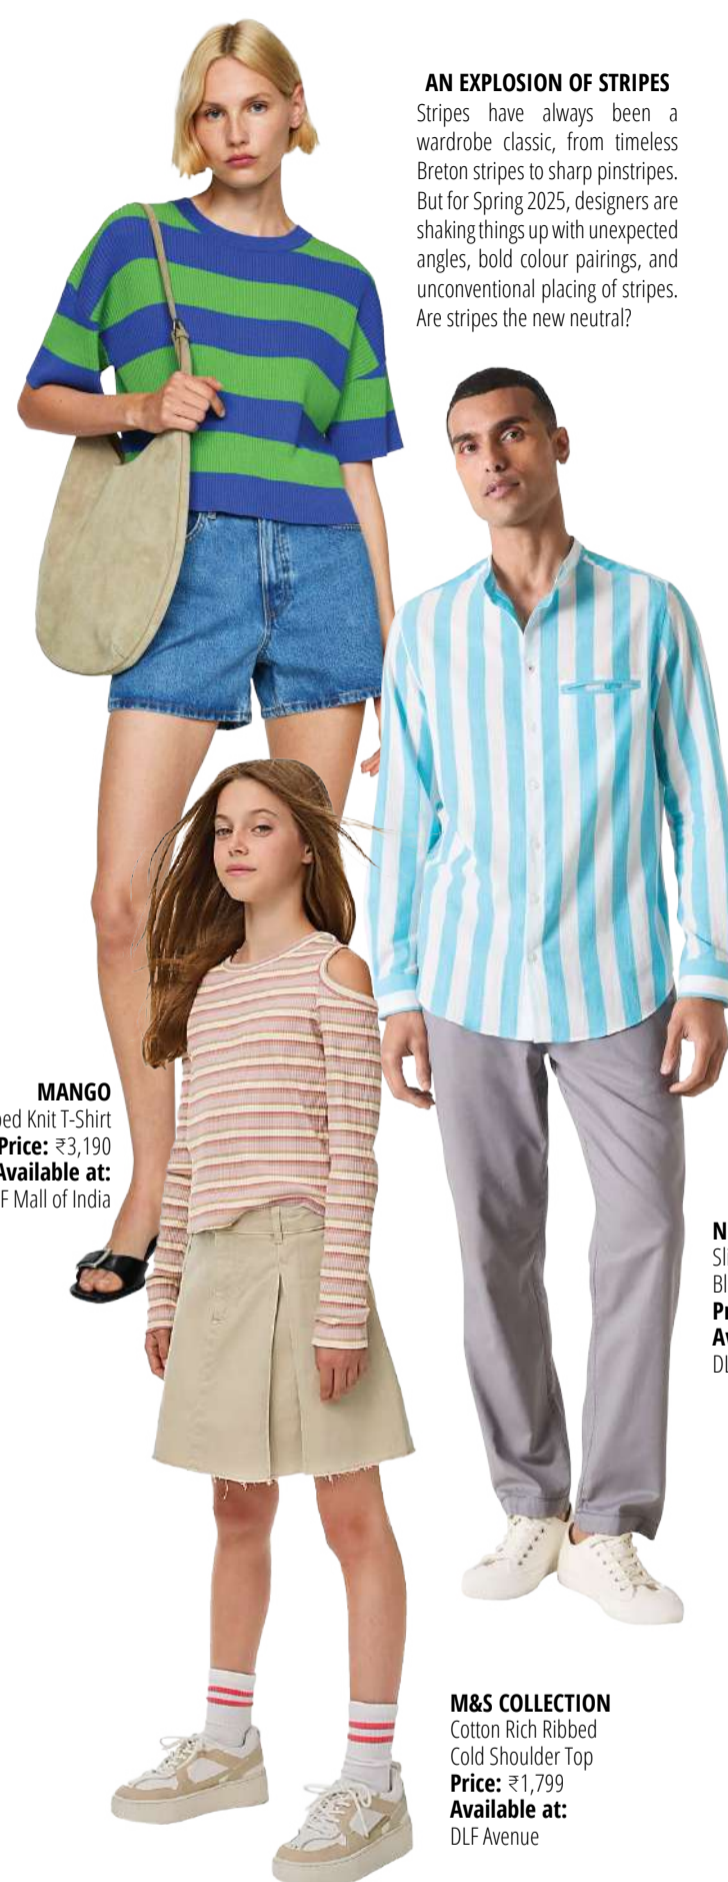 AN EXPLOSION OF STRIPES
Stripes have always been a
wardrobe classic, from timeless
Breton stripes to sharp pinstripes.
But for Spring 2025, designers are
shaking things up with unexpected
angles, bold colour pairings, and
unconventional placing of stripes.
Are stripes the new neutral?
MANGO
Knit T-Shirt
Price: ₹3,190
Available at:
F Mall of India
M&S COLLECTION
Cotton Rich Ribbed
Cold Shoulder Top
Price: ₹1,799
Available at:
DLF Avenue